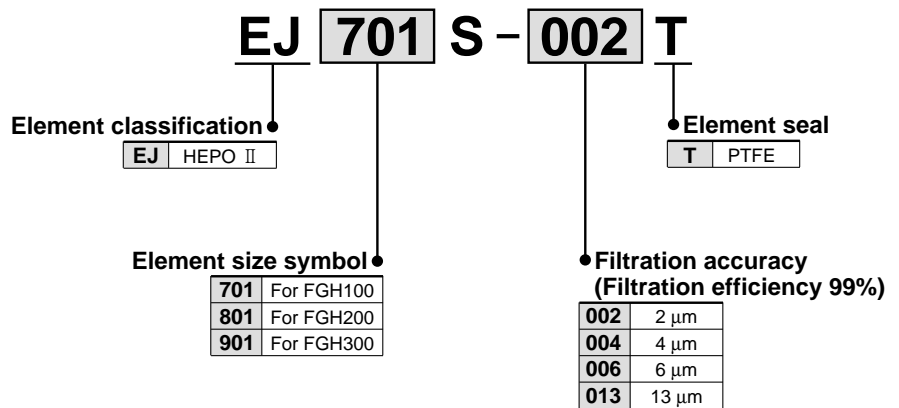 EJ 701 S - 002 T
Element classification
EJ HEPO Ⅱ
Element seal
T PTFE
Element size symbol
701 For FGH100
801 For FGH200
901 For FGH300
Filtration accuracy
(Filtration efficiency 99%)
002 2 μm
004 4 μm
006 6 μm
013 13 μm